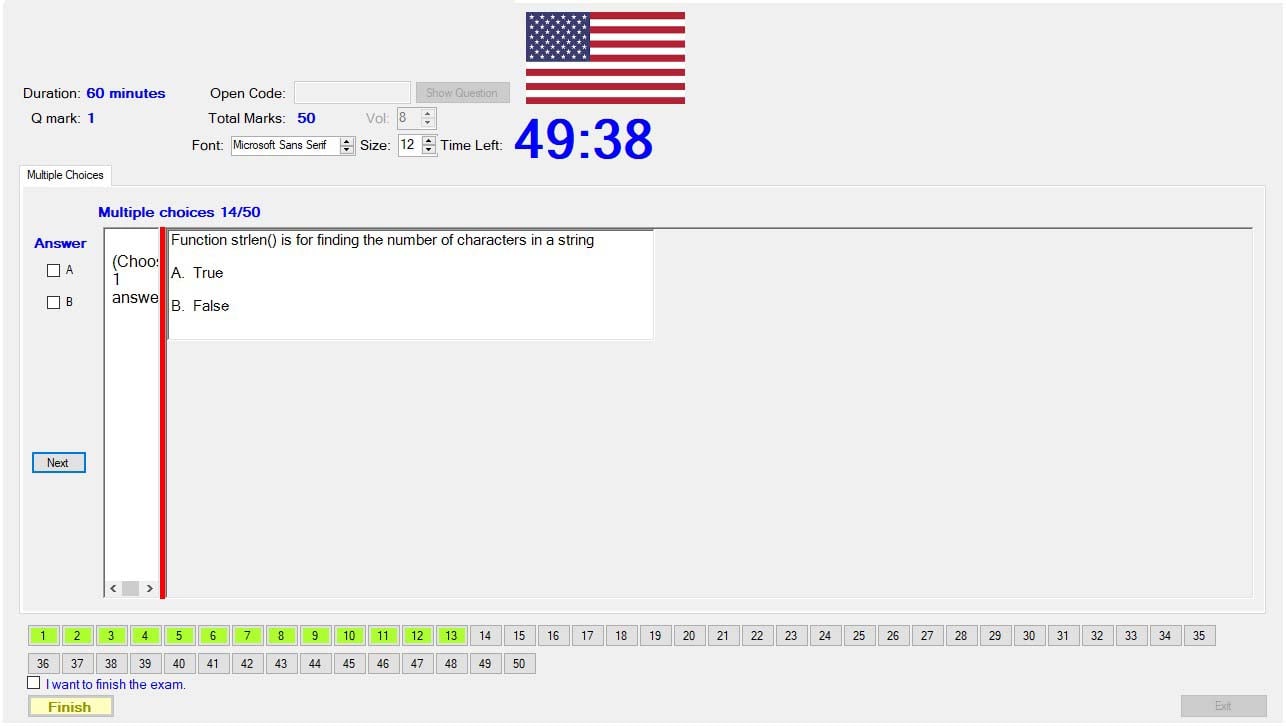 Duration: 60 minutes Open Code: Show Question
Q mark: 1 Total Marks: 50 Vol: 8
Font: Microsoft Sans Serif Size: 12 Time Left: 49:38
Multiple Choices
Multiple choices 14/50
Answer
A
B
(Choos
1
answe
Function strlen() is for finding the number of characters in a string
A. True
B. False
Next
1 2 3 4 5 6 7 8 9 10 11 12 13 14 15 16 17 18 19 20 21 22 23 24 25 26 27 28 29 30 31 32 33 34 35
36 37 38 39 40 41 42 43 44 45 46 47 48 49 50
I want to finish the exam.
Finish Exit